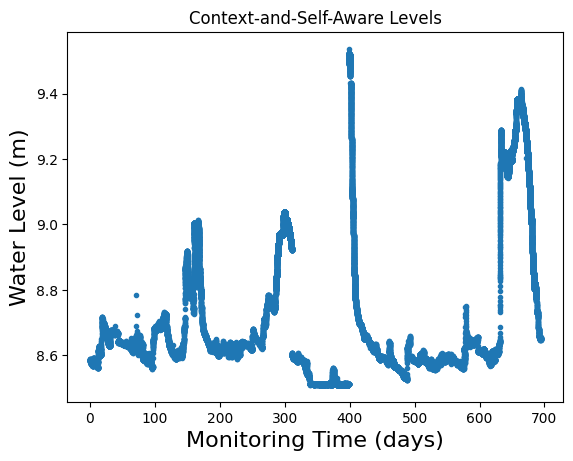 Context-and-Self-Aware Levels
Water Level (m)
9.4
9.2
9.0
8.8
8.6
0 100 200 300 400 500 600 700
Monitoring Time (days)